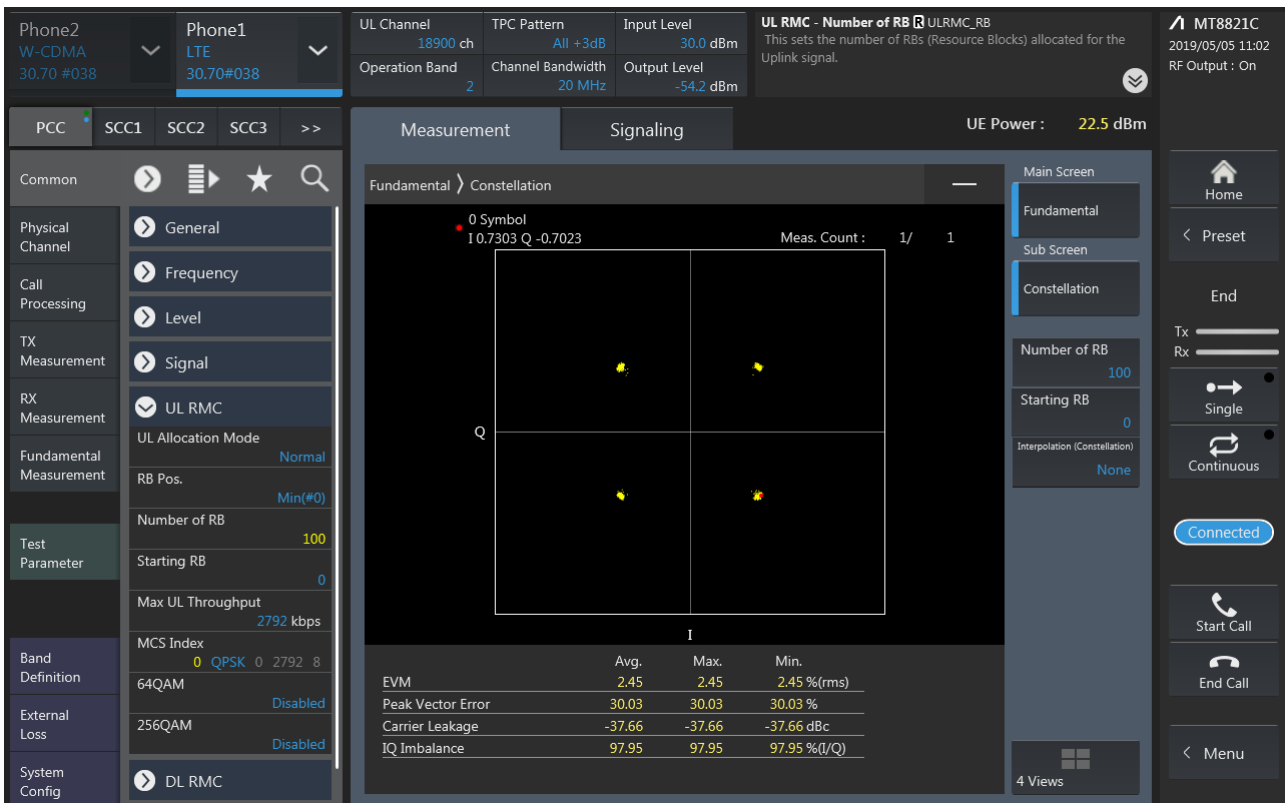 Phone2
W-CDMA
30.70 #038
Phone1
LTE
30.70#038
UL Channel
18900 ch
TPC Pattern
All +3dB
Input Level
30.0 dBm
Operation Band
2
Channel Bandwidth
20 MHz
Output Level
-54.2 dBm
UL RMC - Number of RB R ULRMC_RB
This sets the number of RBs (Resource Blocks) allocated for the
Uplink signal.
MT8821C
2019/05/05 11:02
RF Output : On
PCC SCC1 SCC2 SCC3 >>
Measurement
Signaling
UE Power : 22.5 dBm
Common
Physical
Channel
Call
Processing
TX
Measurement
RX
Measurement
Fundamental
Measurement
Test
Parameter
Band
Definition
External
Loss
System
Config
General
Frequency
Level
Signal
UL RMC
UL Allocation Mode
Normal
RB Pos.
Min(#0)
Number of RB
100
Starting RB
0
Max UL Throughput
2792 kbps
MCS Index
0 QPSK 0 2792 8
64QAM
Disabled
256QAM
Disabled
DL RMC
Fundamental 〉 Constellation
0 Symbol
I 0.7303 Q -0.7023
Meas. Count : 1/ 1
Q
I
Avg. Max. Min.
EVM 2.45 2.45 2.45 %(rms)
Peak Vector Error 30.03 30.03 30.03 %
Carrier Leakage -37.66 -37.66 -37.66 dBc
IQ Imbalance 97.95 97.95 97.95 %(I/Q)
Main Screen
Fundamental
Sub Screen
Constellation
Number of RB
100
Starting RB
0
Interpolation (Constellation)
None
4 Views
Home
< Preset
End
Tx
Rx
Single
Continuous
Connected
Start Call
End Call
< Menu